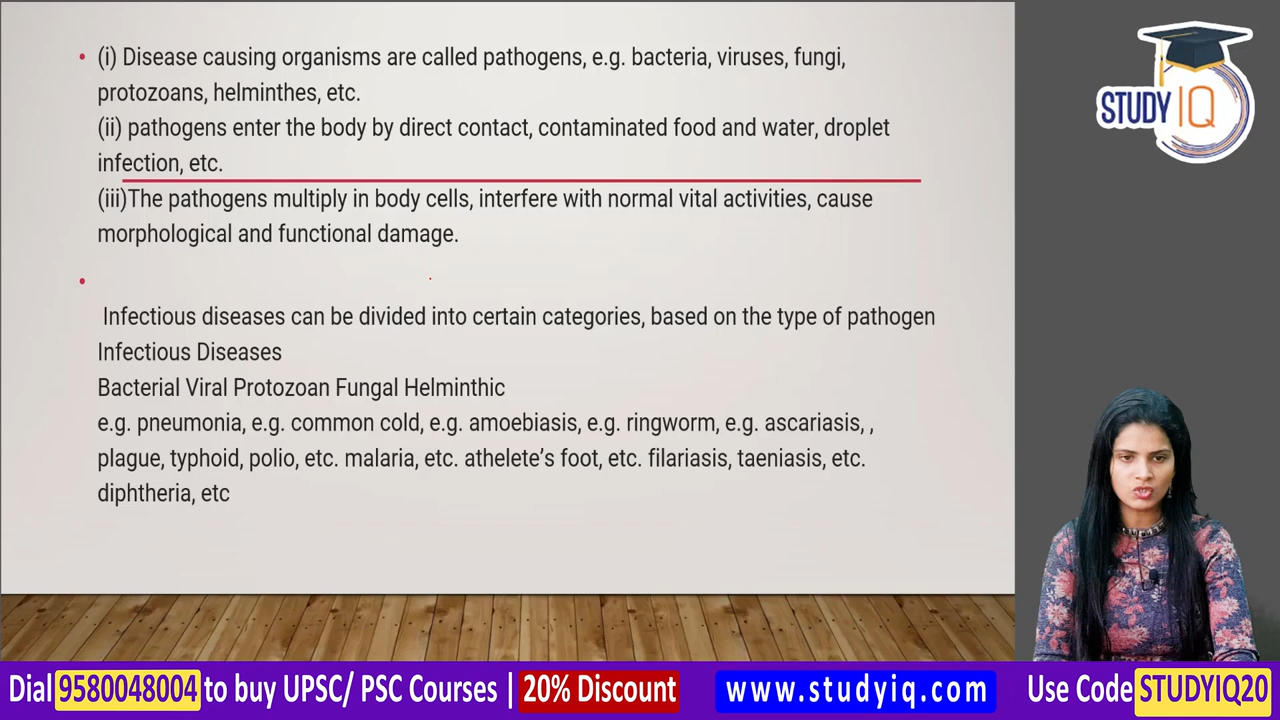 • (i) Disease causing organisms are called pathogens, e.g. bacteria, viruses, fungi,
protozoans, helminthes, etc.
(ii) pathogens enter the body by direct contact, contaminated food and water, droplet
infection, etc.
(iii)The pathogens multiply in body cells, interfere with normal vital activities, cause
morphological and functional damage.
•
Infectious diseases can be divided into certain categories, based on the type of pathogen
Infectious Diseases
Bacterial Viral Protozoan Fungal Helminthic
e.g. pneumonia, e.g. common cold, e.g. amoebiasis, e.g. ringworm, e.g. ascariasis, ,
plague, typhoid, polio, etc. malaria, etc. athelete’s foot, etc. filariasis, taeniasis, etc.
diphtheria, etc
STUDY IQ
Dial 9580048004 to buy UPSC/ PSC Courses | 20% Discount www.studyiq.com Use Code STUDYIQ20